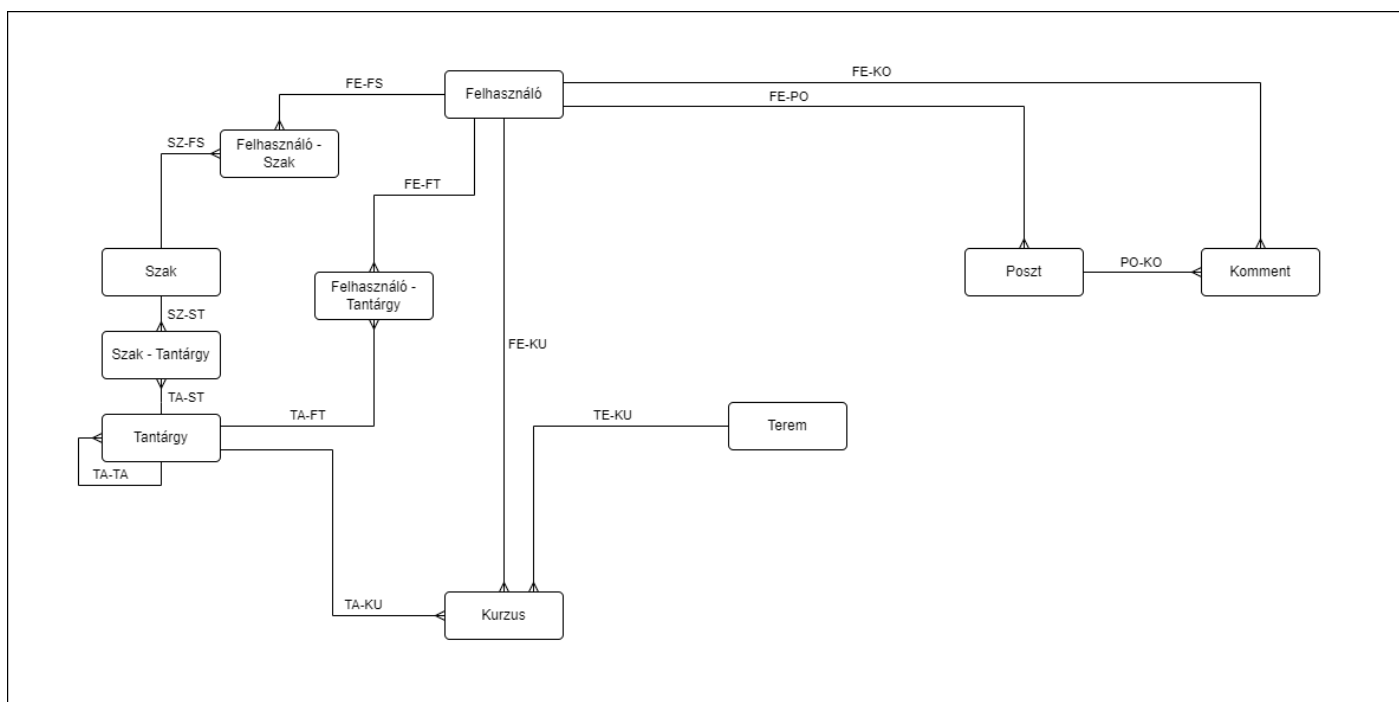 FE-KO
FE-FS
Felhasználó
FE-PO
SZ-FS
Felhasználó -
Szak
FE-FT
Szak
Felhasználó -
Tantárgy
Poszt
PO-KO
Komment
SZ-ST
Szak - Tantárgy
FE-KU
TA-ST
Tantárgy
TA-FT
TE-KU
Terem
TA-TA
TA-KU
Kurzus